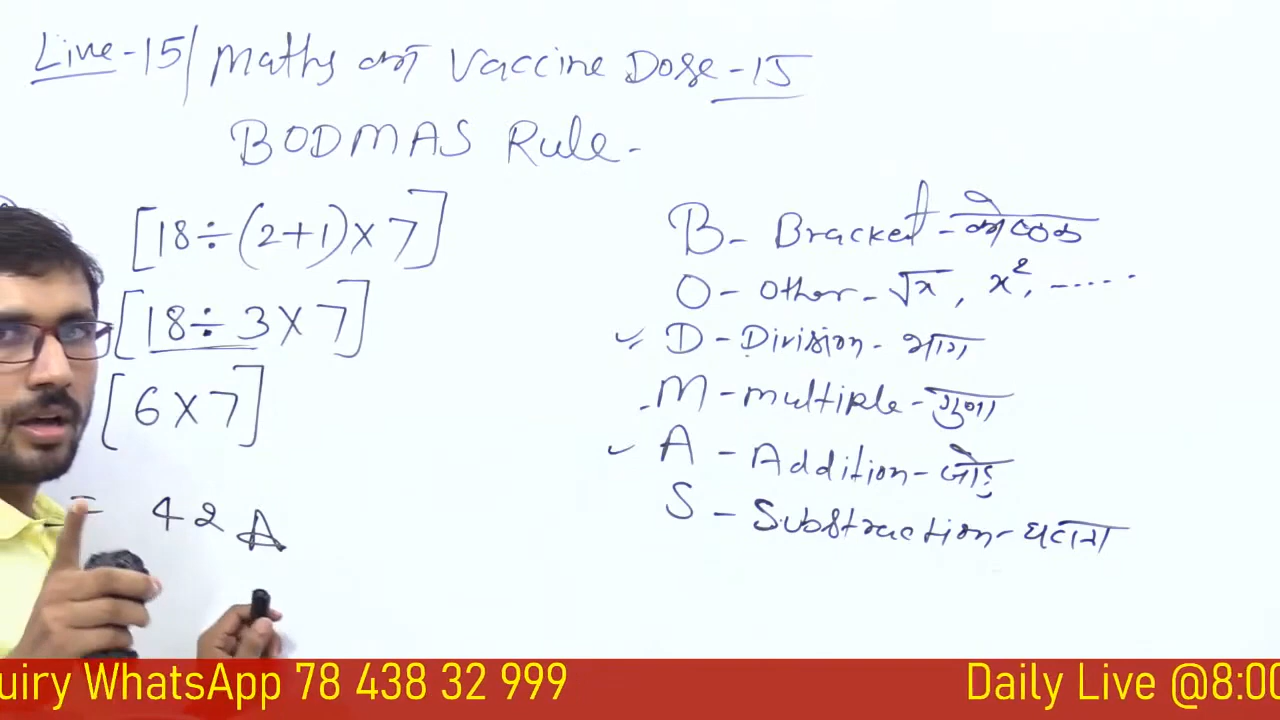 Live-15/ Maths का Vaccine Dose-15
BODMAS Rule-
[18÷(2+1)×7]
[18÷3×7]
[6×7]
= 42 A
B- Bracket-कोष्ठक
O- Other- √x, x², -----
D-Division- भाग
M-multiple-गुणा
A - Addition-जोड़
S - Substraction-घटाना
uiry WhatsApp 78 438 32 999
Daily Live @8:00